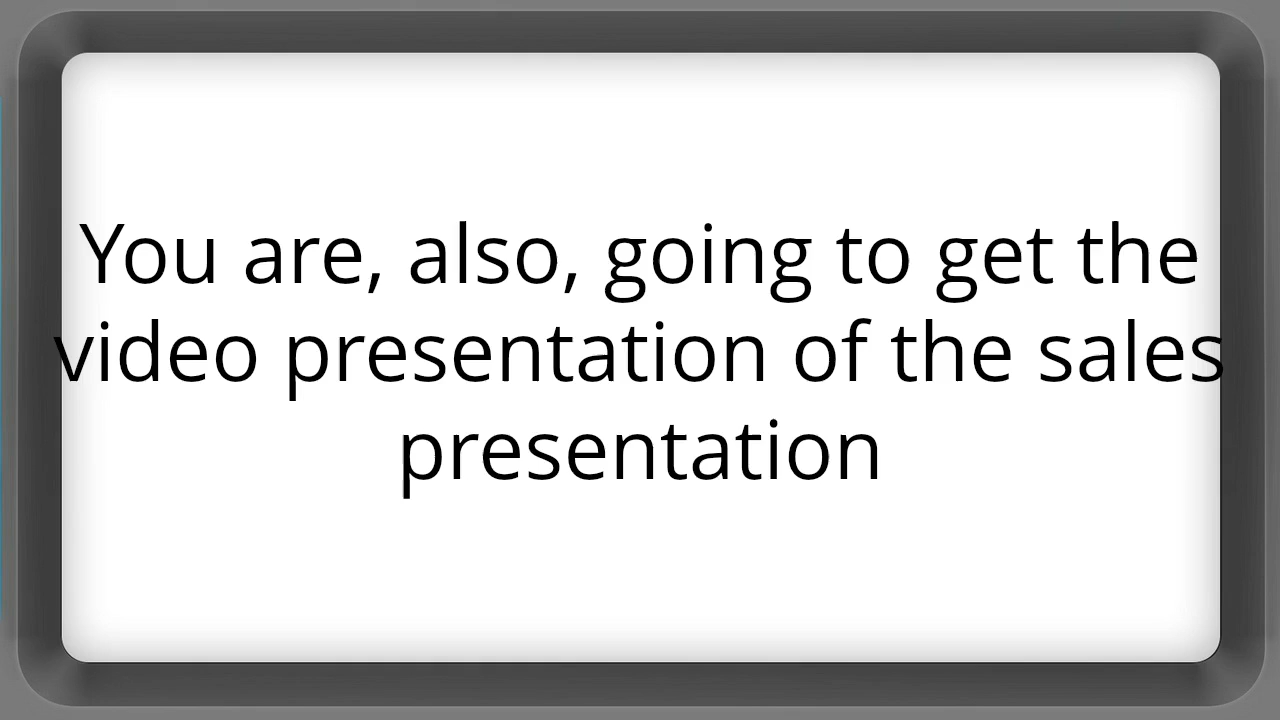 You are, also, going to get the
video presentation of the sales
presentation